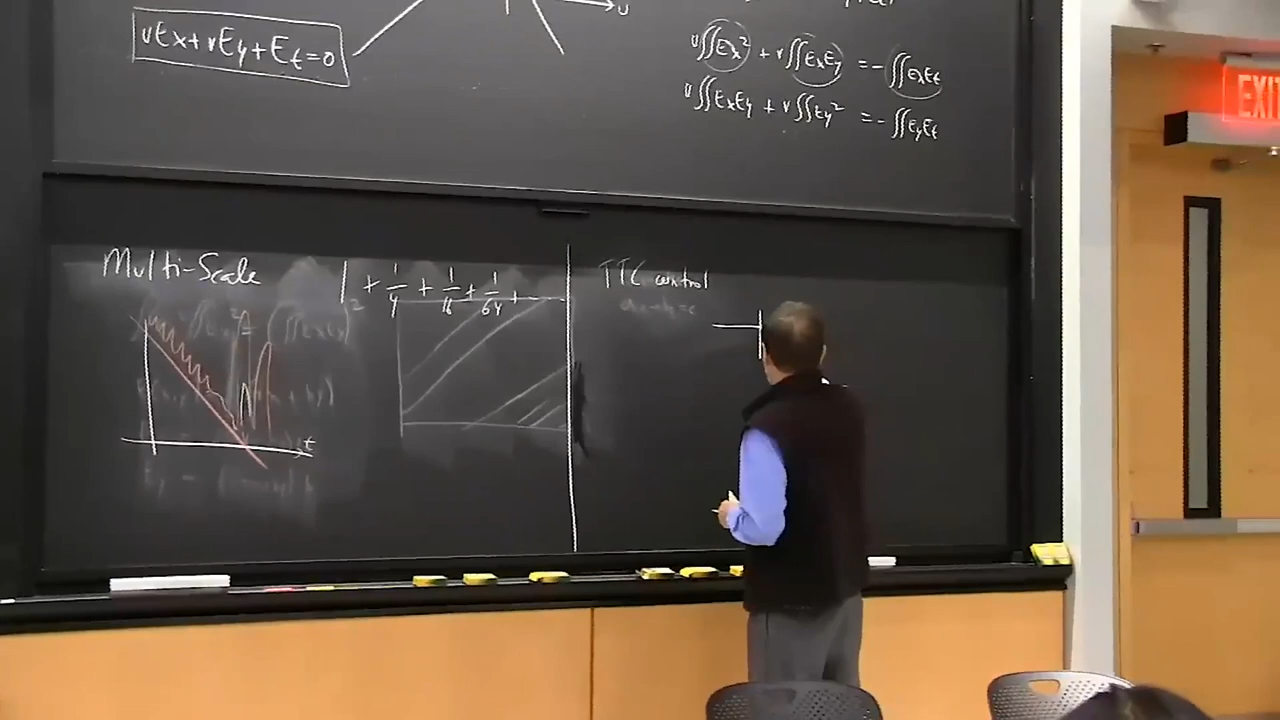 uEx+vEy+Et=0
u
u∬Ex²+v∬ExEy=-∬ExEt
u∬ExEy+v∬Ey²=-∬EyEt
EXIT
Multi-Scale
1+1/4+1/16+1/64+
2
TTC control
t